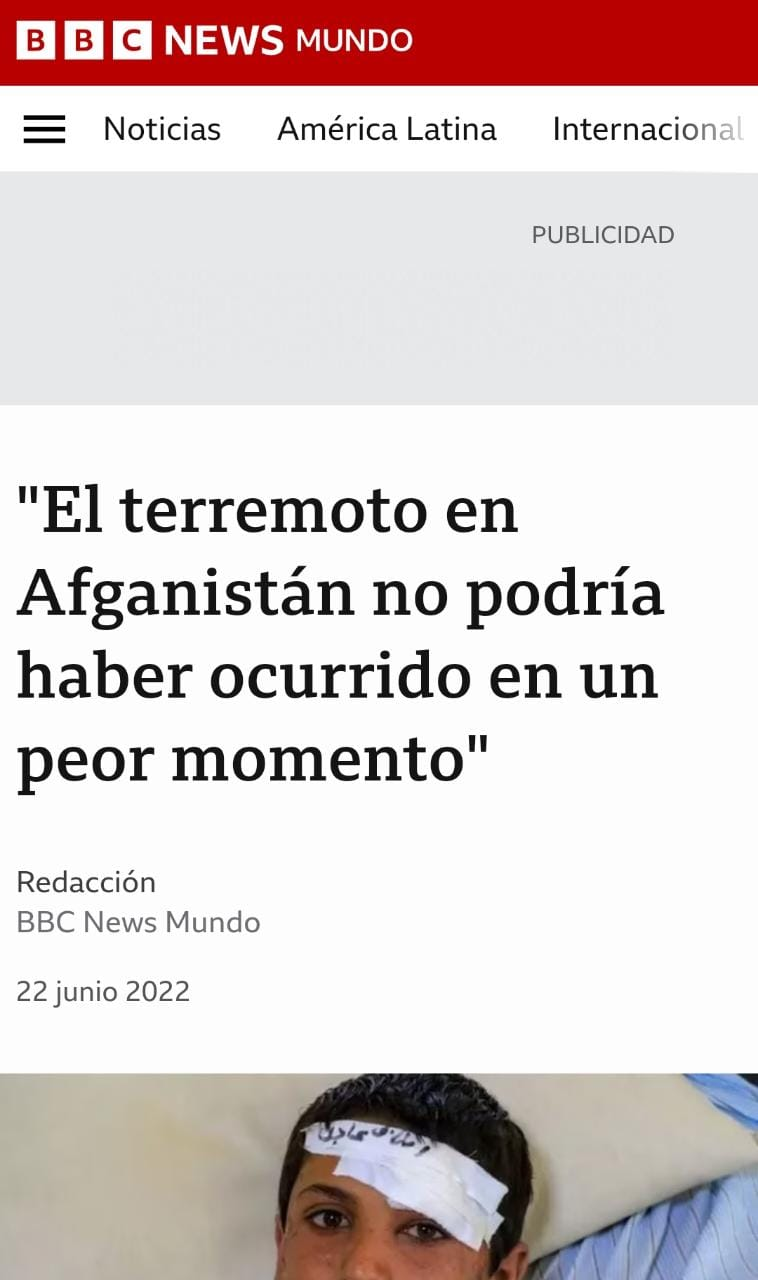 BBC NEWS MUNDO
Noticias América Latina Internacional
PUBLICIDAD
"El terremoto en
Afganistán no podría
haber ocurrido en un
peor momento"
Redacción
BBC News Mundo
22 junio 2022